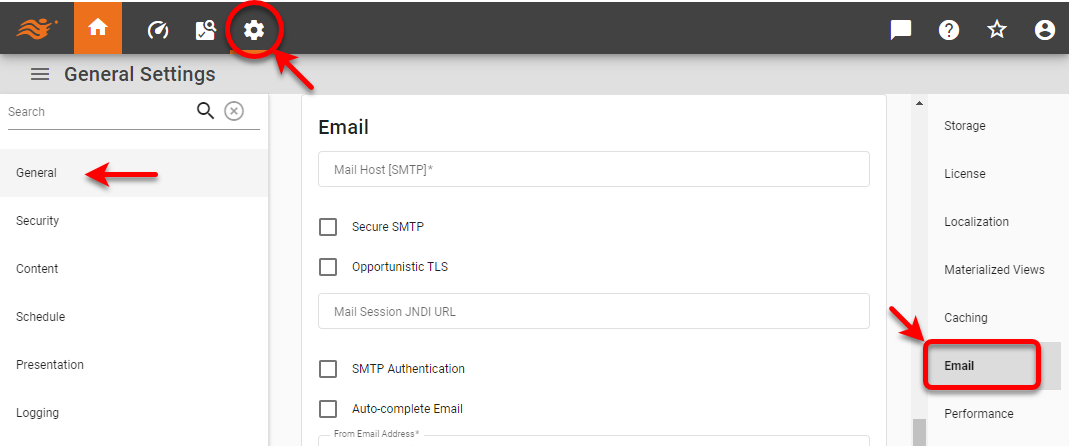 General Settings
Search
General
Security
Content
Schedule
Presentation
Logging
Email
Mail Host [SMTP]*
Secure SMTP
Opportunistic TLS
Mail Session JNDI URL
SMTP Authentication
Auto-complete Email
From Email Address*
Storage
License
Localization
Materialized Views
Caching
Email
Performance